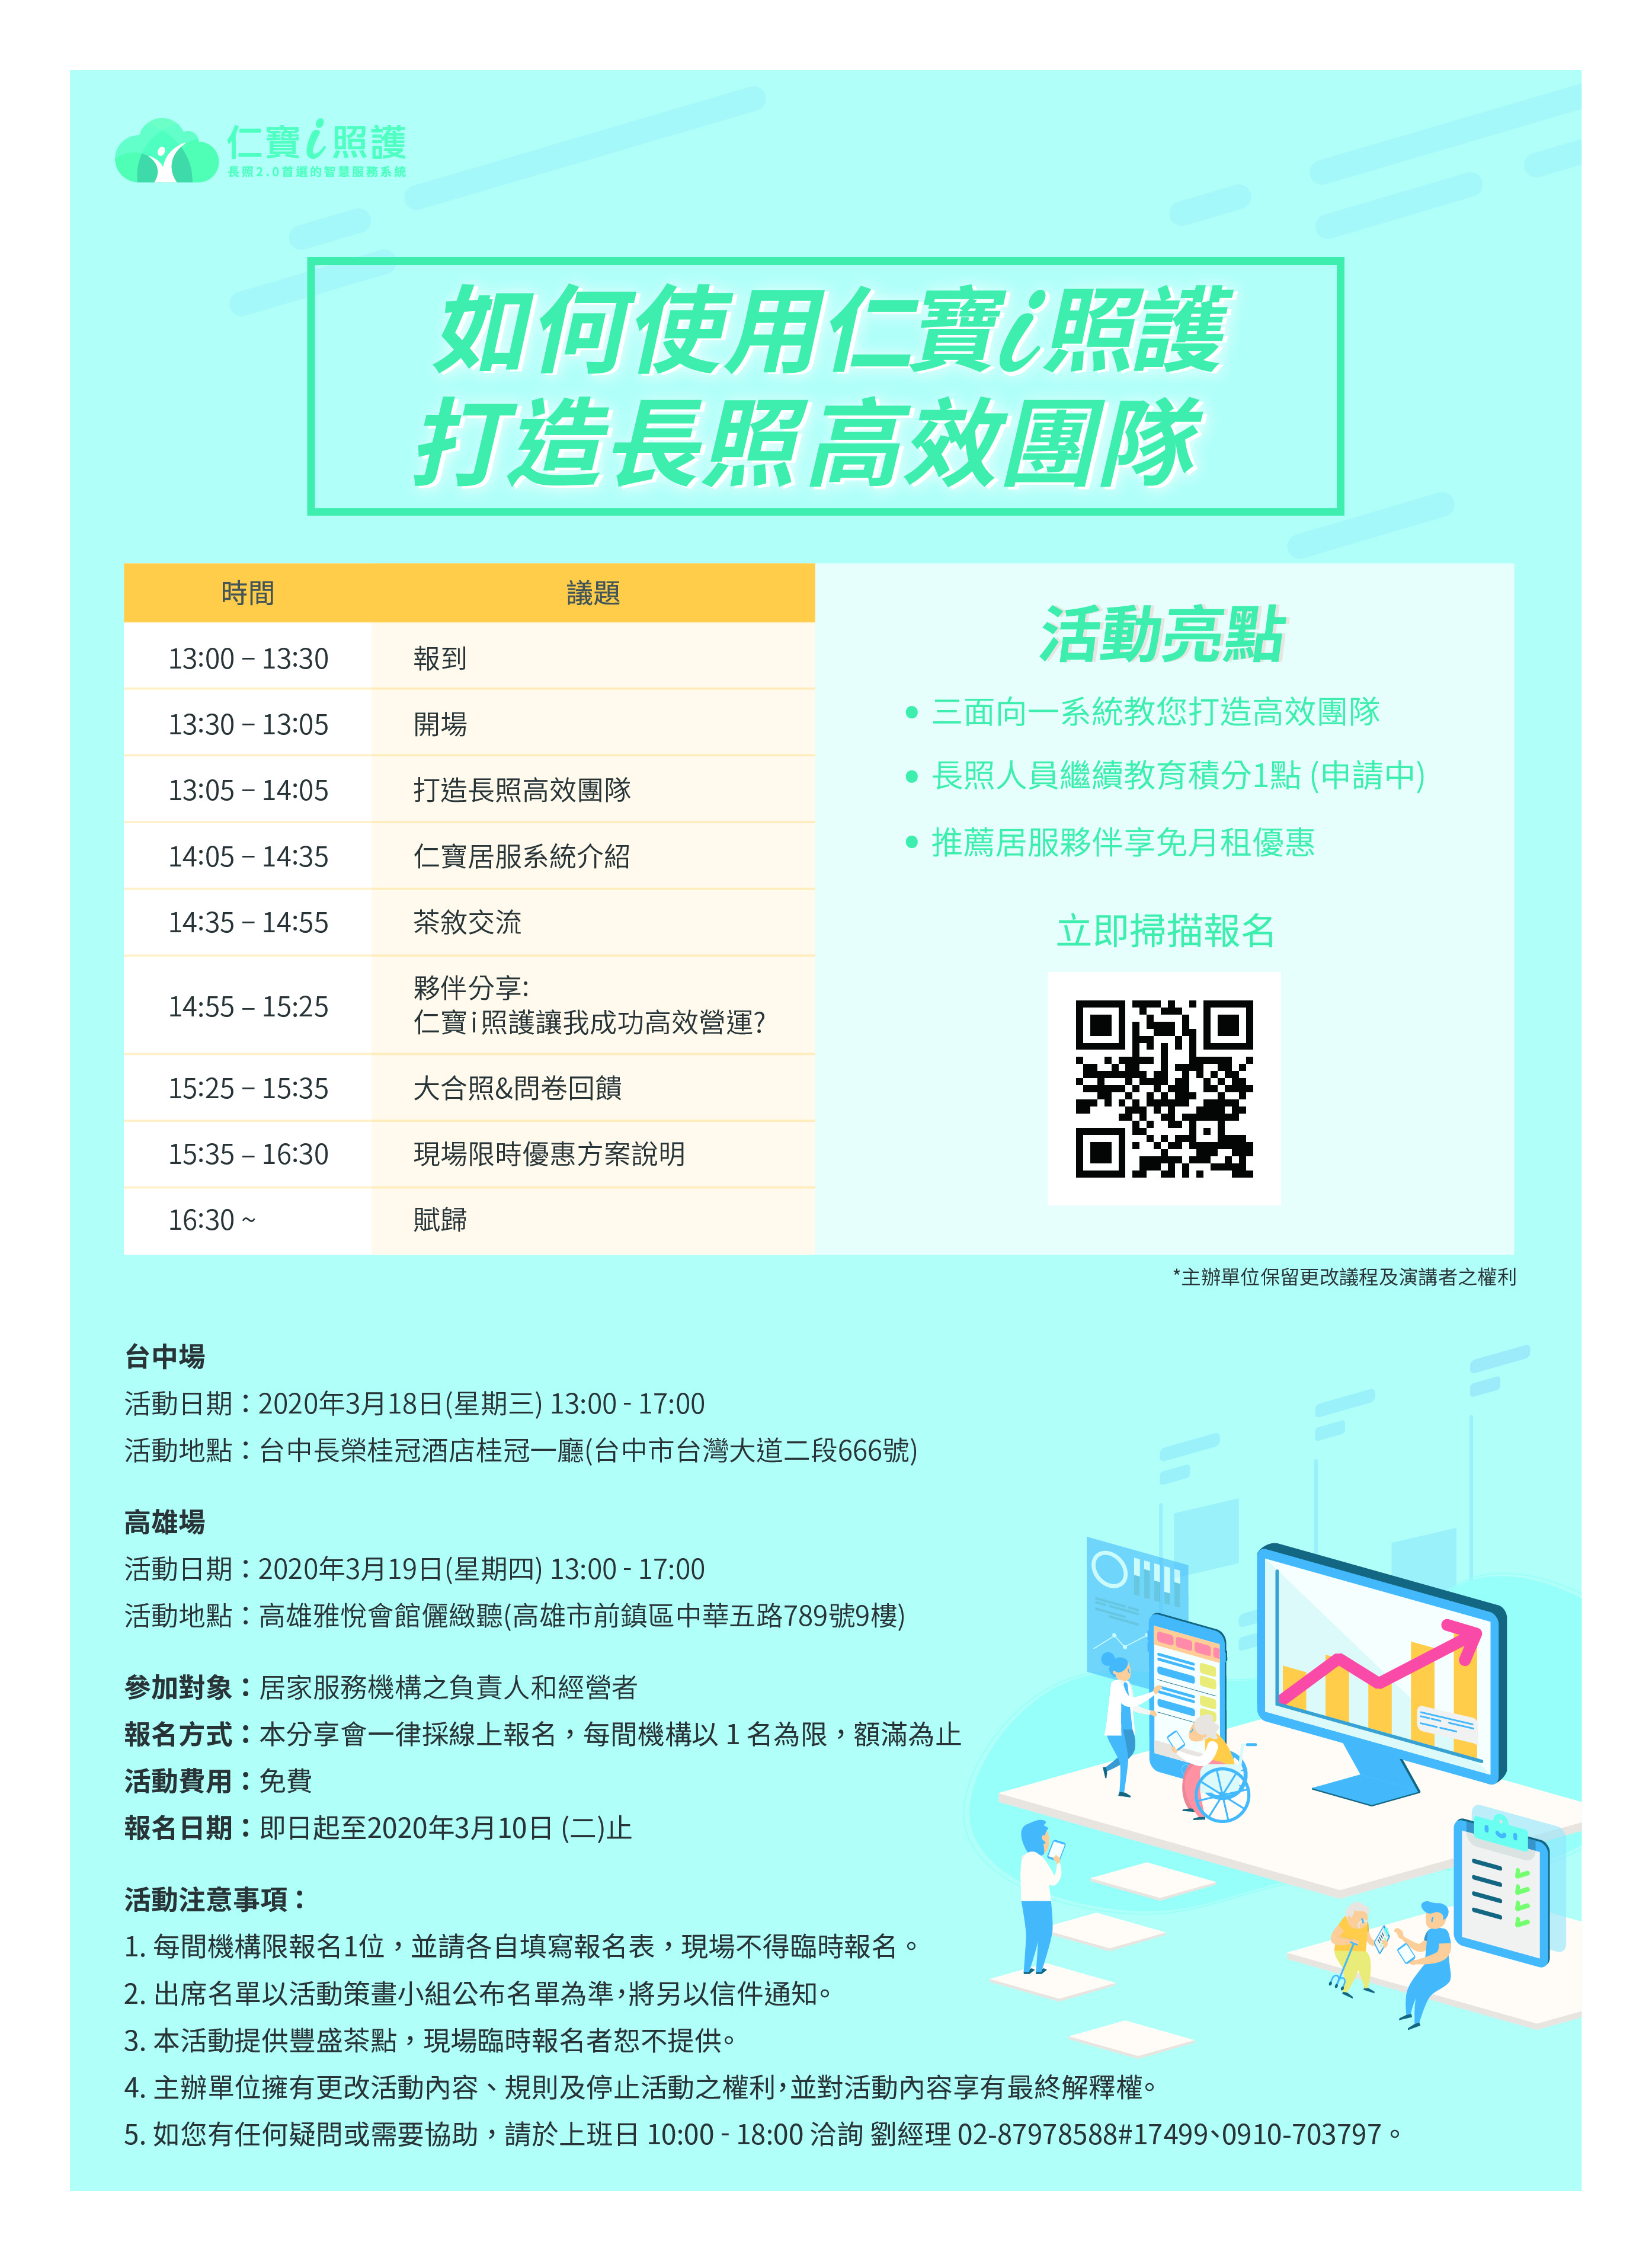 仁寶i照護
長照2.0首選的智慧服務系統
如何使用仁寶i照護
打造長照高效團隊
時間 議題
13:00 – 13:30 報到
13:30 – 13:05 開場
13:05 – 14:05 打造長照高效團隊
14:05 – 14:35 仁寶居服系統介紹
14:35 – 14:55 茶敘交流
14:55 – 15:25 夥伴分享:
仁寶i照護讓我成功高效營運?
15:25 – 15:35 大合照&問卷回饋
15:35 – 16:30 現場限時優惠方案說明
16:30 ~ 賦歸
活動亮點
• 三面向一系統教您打造高效團隊
• 長照人員繼續教育積分1點 (申請中)
• 推薦居服夥伴享免月租優惠
立即掃描報名
*主辦單位保留更改議程及演講者之權利
台中場
活動日期：2020年3月18日(星期三) 13:00 - 17:00
活動地點：台中長榮桂冠酒店桂冠一廳(台中市台灣大道二段666號)
高雄場
活動日期：2020年3月19日(星期四) 13:00 - 17:00
活動地點：高雄雅悅會館儷緻聽(高雄市前鎮區中華五路789號9樓)
參加對象：居家服務機構之負責人和經營者
報名方式：本分享會一律採線上報名，每間機構以 1 名為限，額滿為止
活動費用：免費
報名日期：即日起至2020年3月10日 (二)止
活動注意事項：
1. 每間機構限報名1位，並請各自填寫報名表，現場不得臨時報名。
2. 出席名單以活動策畫小組公布名單為準，將另以信件通知。
3. 本活動提供豐盛茶點，現場臨時報名者恕不提供。
4. 主辦單位擁有更改活動內容、規則及停止活動之權利，並對活動內容享有最終解釋權。
5. 如您有任何疑問或需要協助，請於上班日 10:00 - 18:00 洽詢 劉經理 02-87978588#17499、0910-703797。